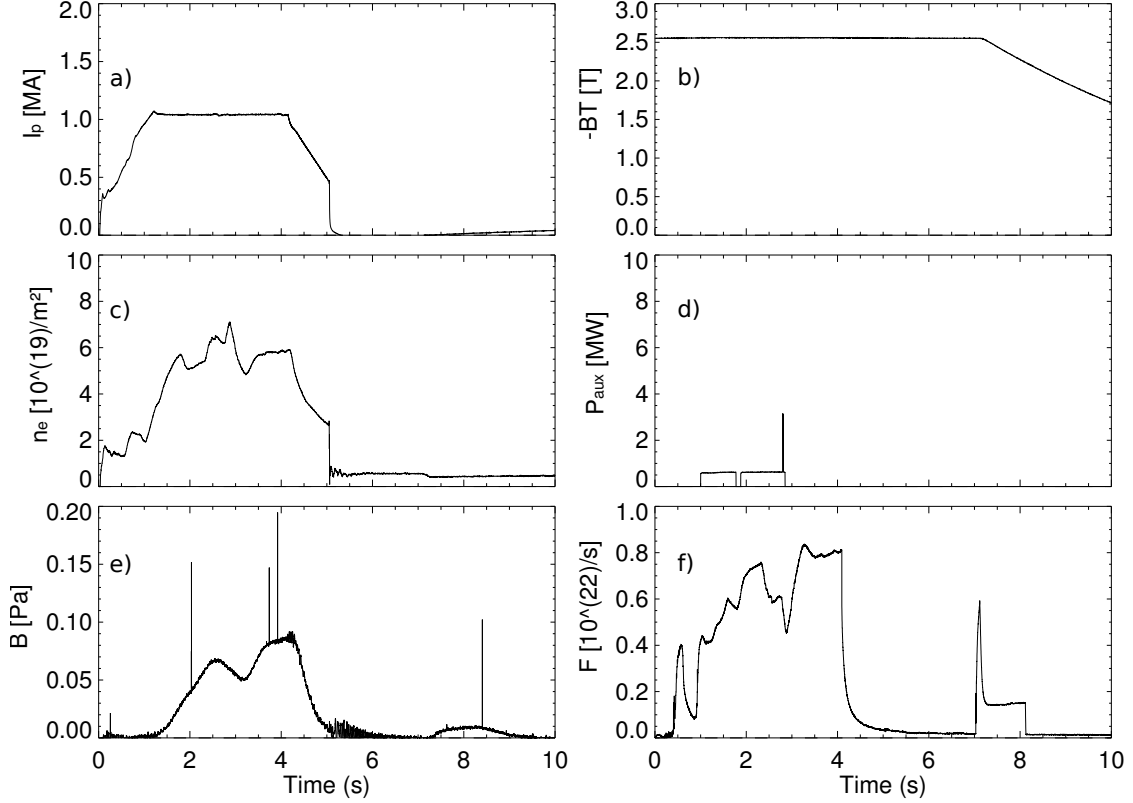 2.0
1.5
1.0
0.5
0.0
Ip [MA]
a)
3.0
2.5
2.0
1.5
1.0
0.5
0.0
-BT [T]
b)
10
8
6
4
2
0
ne [10^(19)/m²
c)
10
8
6
4
2
0
Paux [MW]
d)
0.20
0.15
0.10
0.05
0.00
B [Pa]
e)
0 2 4 6 8 10
Time (s)
1.0
0.8
0.6
0.4
0.2
0.0
F [10^(22)/s]
f)
0 2 4 6 8 10
Time (s)